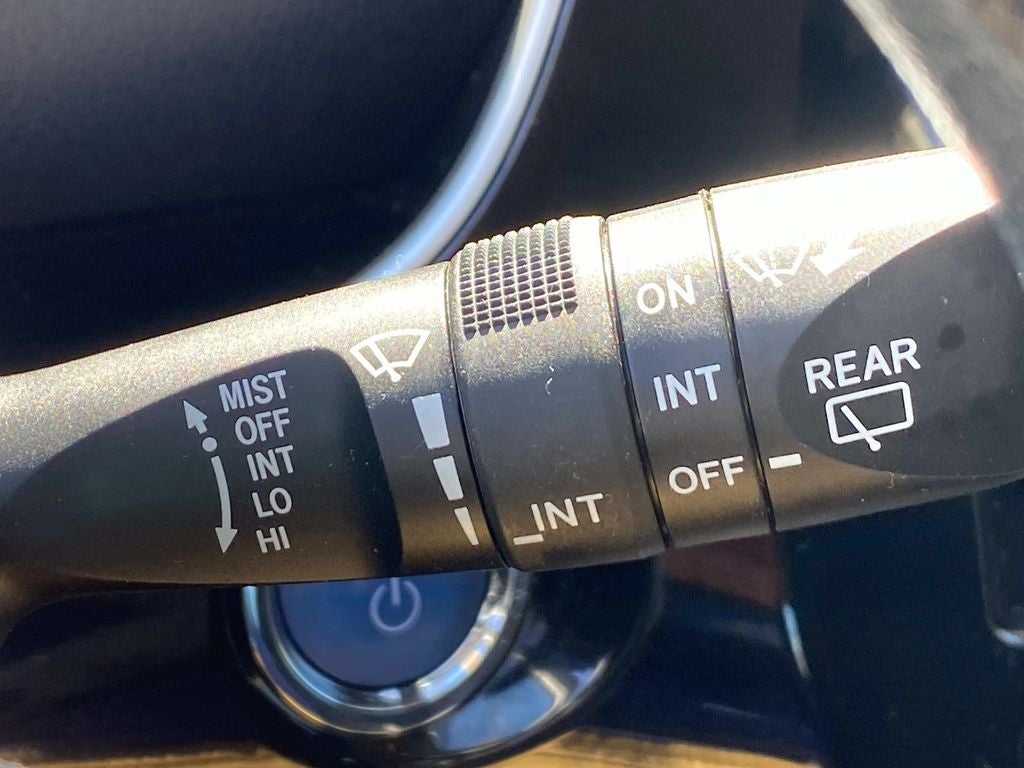 MIST
OFF
INT
LO
HI
INT
ON
INT
OFF
REAR